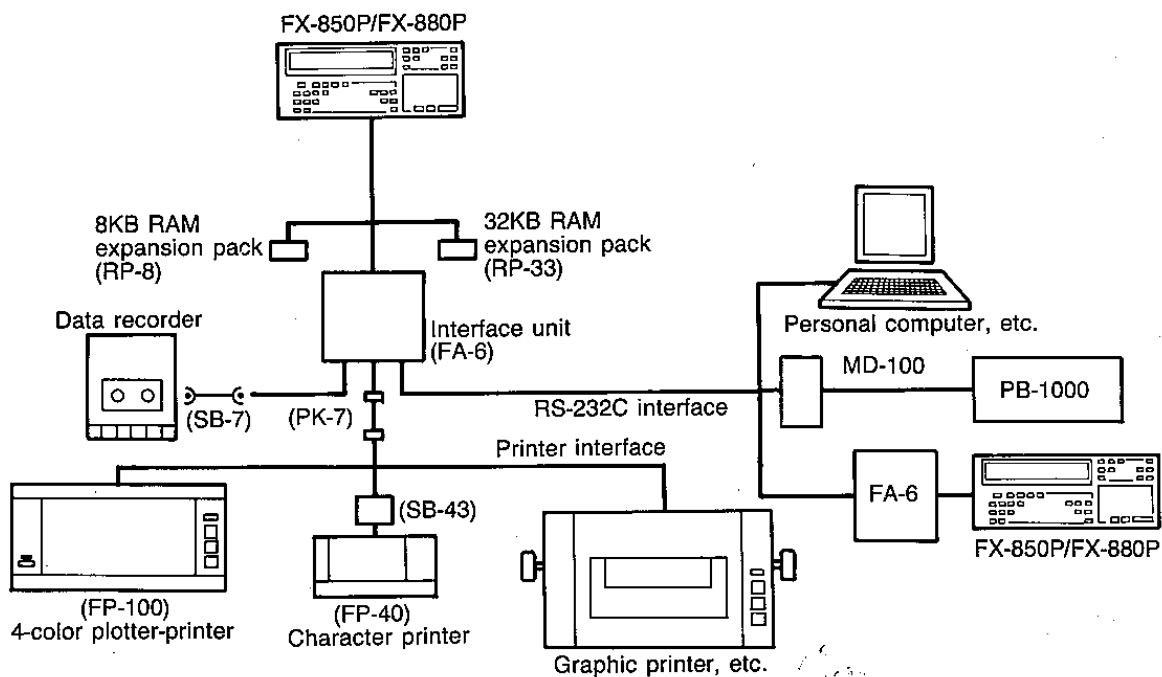 FX-850P/FX-880P
8KB RAM
expansion pack
(RP-8)
32KB RAM
expansion pack
(RP-33)
Data recorder
Interface unit
(FA-6)
Personal computer, etc.
MD-100
PB-1000
(SB-7)
(PK-7)
RS-232C interface
Printer interface
FA-6
(SB-43)
FX-850P/FX-880P
(FP-100)
4-color plotter-printer
(FP-40)
Character printer
Graphic printer, etc.